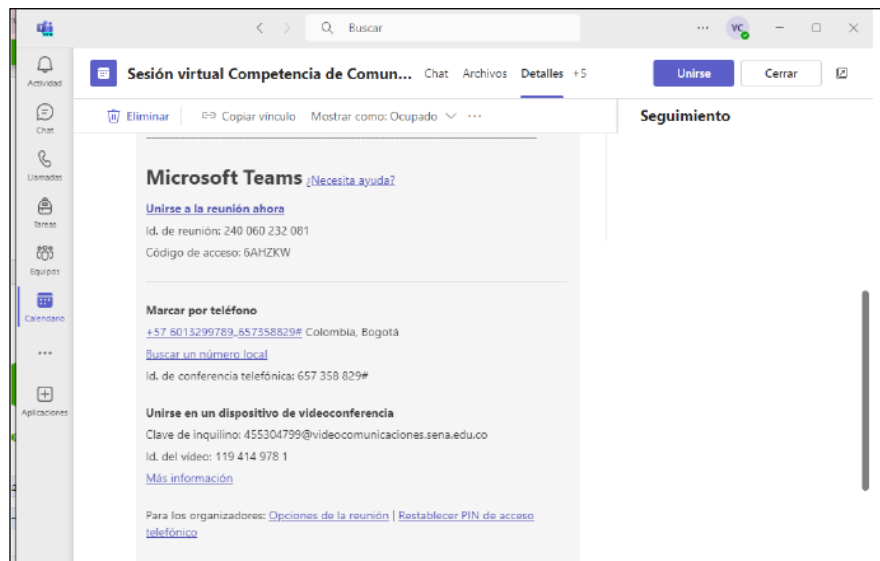 Buscar
VC
Actividad
Chat
Llamadas
Tareas
Equipos
Calendario
Aplicaciones
Sesión virtual Competencia de Comun... Chat Archivos Detalles +5 Unirse Cerrar
Eliminar Copiar vínculo Mostrar como: Ocupado ...
Seguimiento
Microsoft Teams ¿Necesita ayuda?
Unirse a la reunión ahora
Id. de reunión: 240 060 232 081
Código de acceso: 6AHZKW
Marcar por teléfono
+57 6013299789,,657358829# Colombia, Bogotá
Buscar un número local
Id. de conferencia telefónica: 657 358 829#
Unirse en un dispositivo de videoconferencia
Clave de inquilino: 455304799@videocomunicaciones.sena.edu.co
Id. del vídeo: 119 414 978 1
Más información
Para los organizadores: Opciones de la reunión | Restablecer PIN de acceso
telefónico